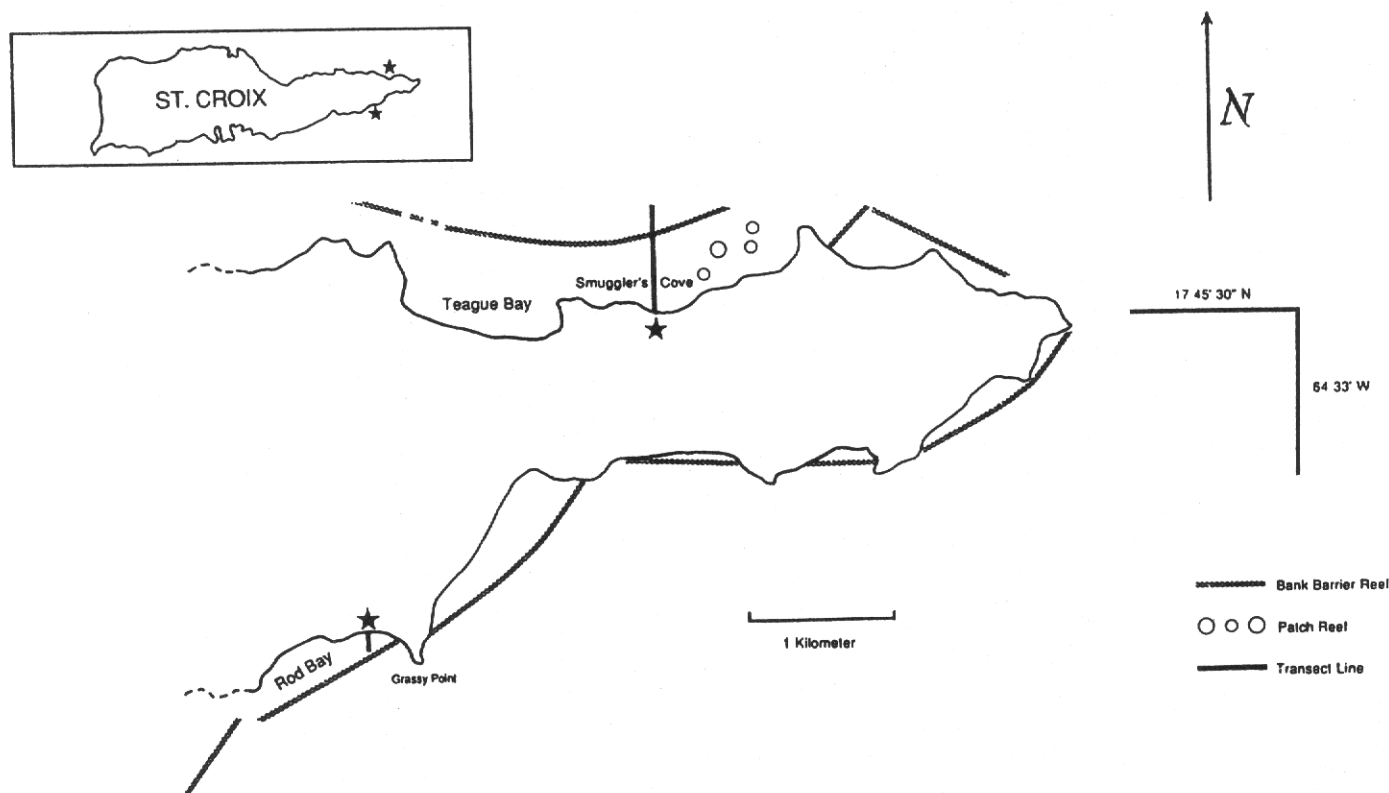 ST. CROIX
N
Smuggler's Cove
Teague Bay
17 45' 30" N
64 33' W
Bank Barrier Reef
1 Kilometer
Patch Reef
Rod Bay
Grassy Point
Transect Line